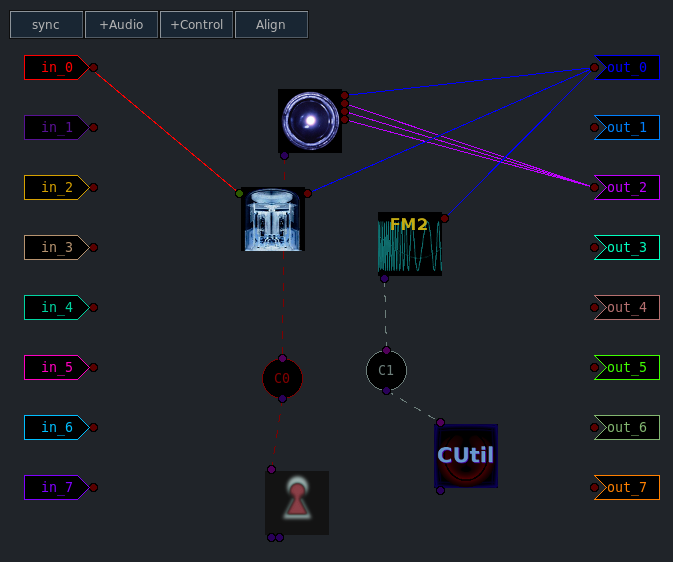 sync +Audio +Control Align
in_0 out_0
in_1 out_1
in_2 out_2
FM2
in_3 out_3
in_4 out_4
in_5 C0 C1 out_5
in_6 out_6
CUtil
in_7 out_7